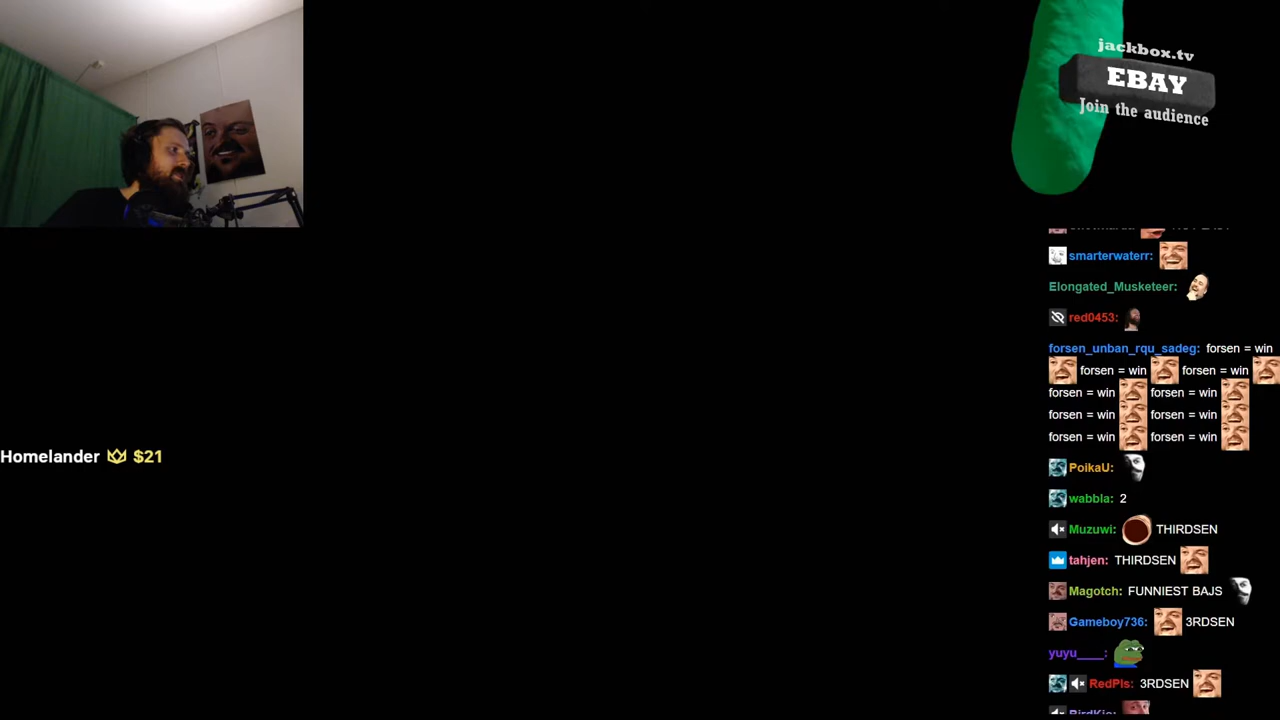 jackbox.tv
EBAY
Join the audience
smarterwaterr:
Elongated_Musketeer:
red0453:
forsen_unban_rqu_sadeg: forsen = win
forsen = win forsen = win
forsen = win forsen = win
forsen = win forsen = win
forsen = win forsen = win
Homelander $21
PoikaU:
wabbla: 2
Muzuwi: THIRDSEN
tahjen: THIRDSEN
Magotch: FUNNIEST BAJS
Gameboy736: 3RDSEN
yuyu____:
RedPls: 3RDSEN